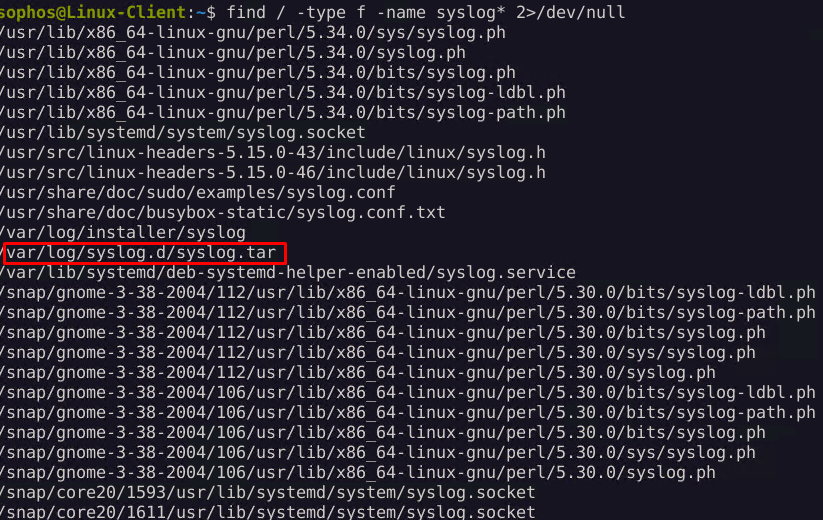 sophos@Linux-Client:~$ find / -type f -name syslog* 2>/dev/null
/usr/lib/x86_64-linux-gnu/perl/5.34.0/sys/syslog.ph
/usr/lib/x86_64-linux-gnu/perl/5.34.0/syslog.ph
/usr/lib/x86_64-linux-gnu/perl/5.34.0/bits/syslog.ph
/usr/lib/x86_64-linux-gnu/perl/5.34.0/bits/syslog-ldbl.ph
/usr/lib/x86_64-linux-gnu/perl/5.34.0/bits/syslog-path.ph
/usr/lib/systemd/system/syslog.socket
/usr/src/linux-headers-5.15.0-43/include/linux/syslog.h
/usr/src/linux-headers-5.15.0-46/include/linux/syslog.h
/usr/share/doc/sudo/examples/syslog.conf
/usr/share/doc/busybox-static/syslog.conf.txt
/var/log/installer/syslog
/var/log/syslog.d/syslog.tar
/var/lib/systemd/deb-systemd-helper-enabled/syslog.service
/snap/gnome-3-38-2004/112/usr/lib/x86_64-linux-gnu/perl/5.30.0/bits/syslog-ldbl.ph
/snap/gnome-3-38-2004/112/usr/lib/x86_64-linux-gnu/perl/5.30.0/bits/syslog-path.ph
/snap/gnome-3-38-2004/112/usr/lib/x86_64-linux-gnu/perl/5.30.0/bits/syslog.ph
/snap/gnome-3-38-2004/112/usr/lib/x86_64-linux-gnu/perl/5.30.0/sys/syslog.ph
/snap/gnome-3-38-2004/112/usr/lib/x86_64-linux-gnu/perl/5.30.0/syslog.ph
/snap/gnome-3-38-2004/106/usr/lib/x86_64-linux-gnu/perl/5.30.0/bits/syslog-ldbl.ph
/snap/gnome-3-38-2004/106/usr/lib/x86_64-linux-gnu/perl/5.30.0/bits/syslog-path.ph
/snap/gnome-3-38-2004/106/usr/lib/x86_64-linux-gnu/perl/5.30.0/bits/syslog.ph
/snap/gnome-3-38-2004/106/usr/lib/x86_64-linux-gnu/perl/5.30.0/sys/syslog.ph
/snap/gnome-3-38-2004/106/usr/lib/x86_64-linux-gnu/perl/5.30.0/syslog.ph
/snap/core20/1593/usr/lib/systemd/system/syslog.socket
/snap/core20/1611/usr/lib/systemd/system/syslog.socket